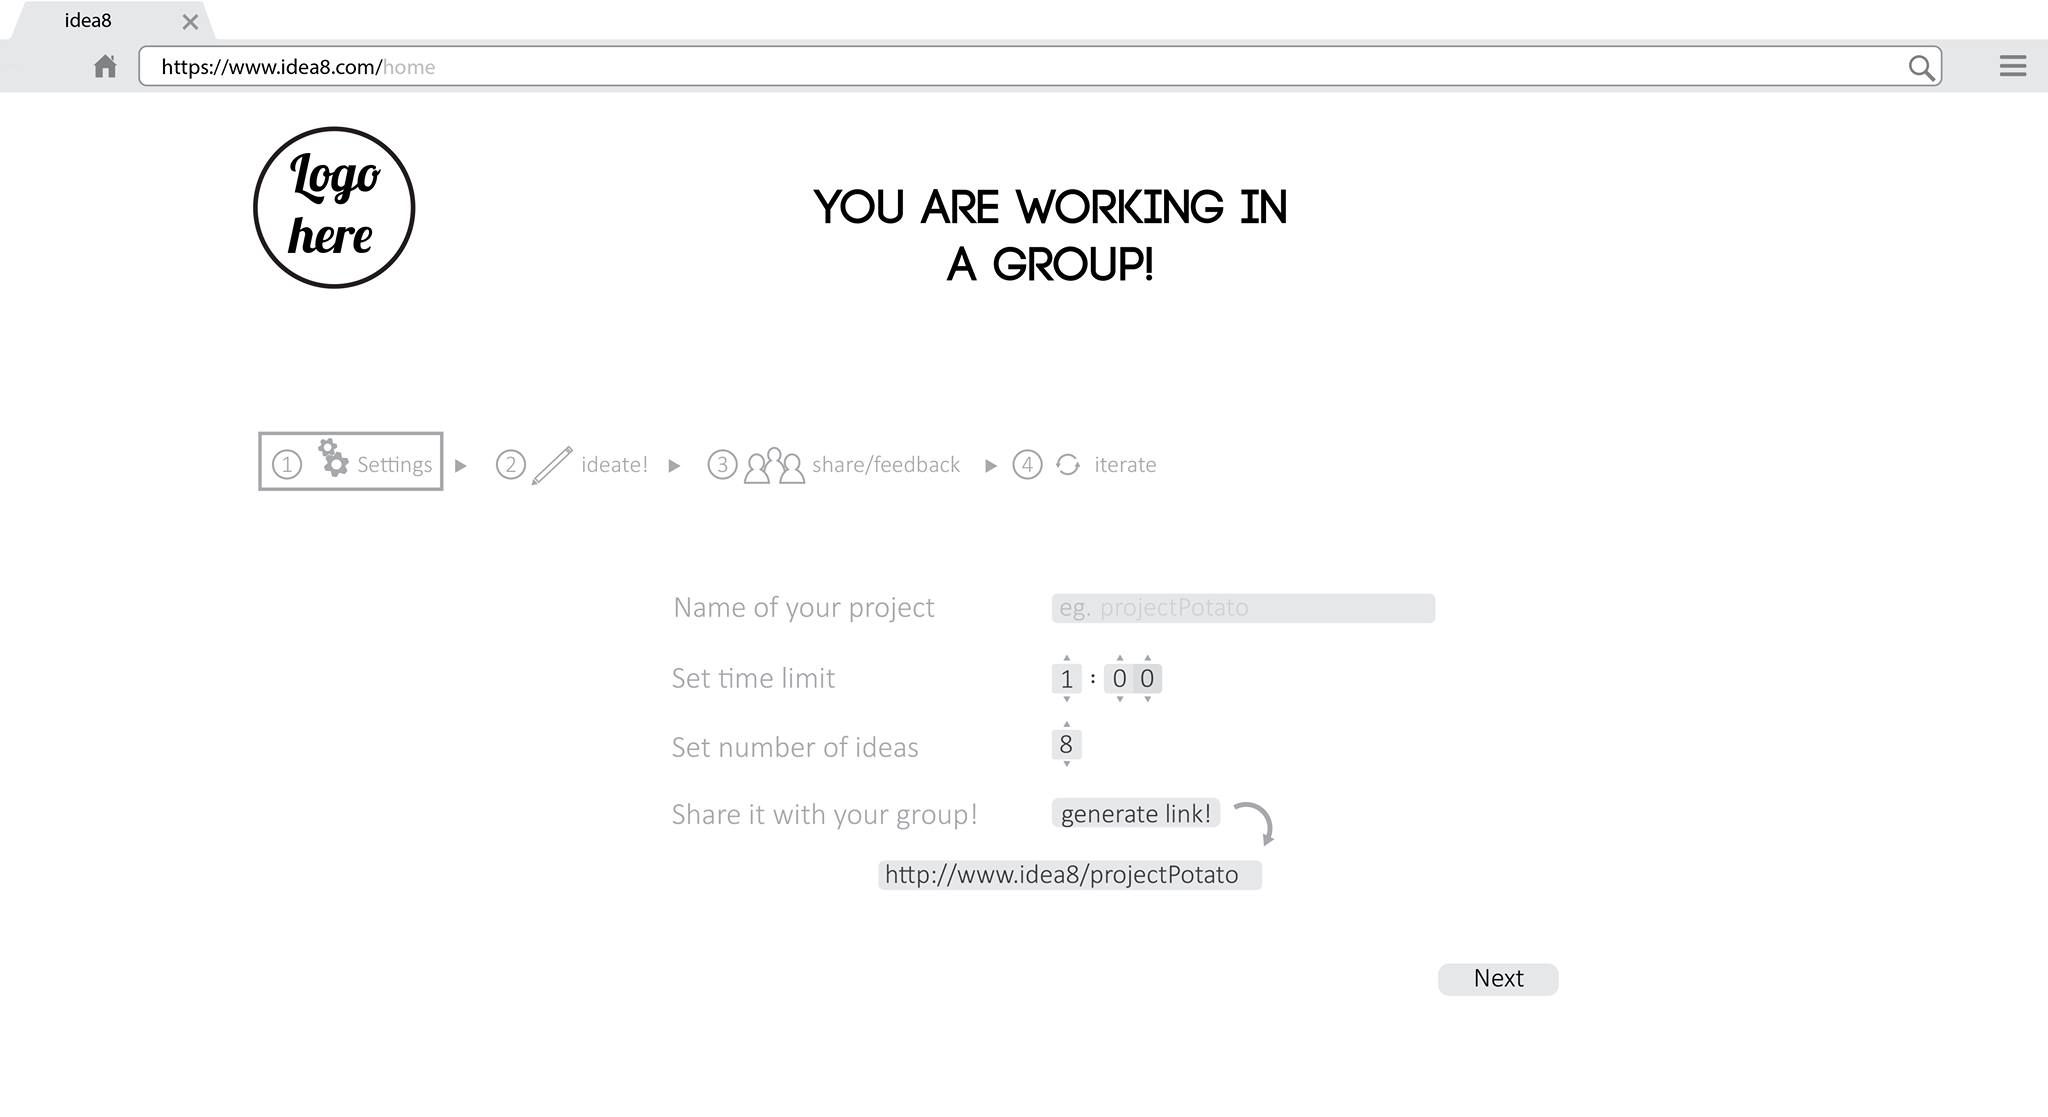 idea8
https://www.idea8.com/home
Logo
here
YOU ARE WORKING IN
A GROUP!
1 Settings 2 ideate! 3 share/feedback 4 iterate
Name of your project eg. projectPotato
Set time limit 1 : 0 0
Set number of ideas 8
Share it with your group! generate link!
http://www.idea8/projectPotato
Next